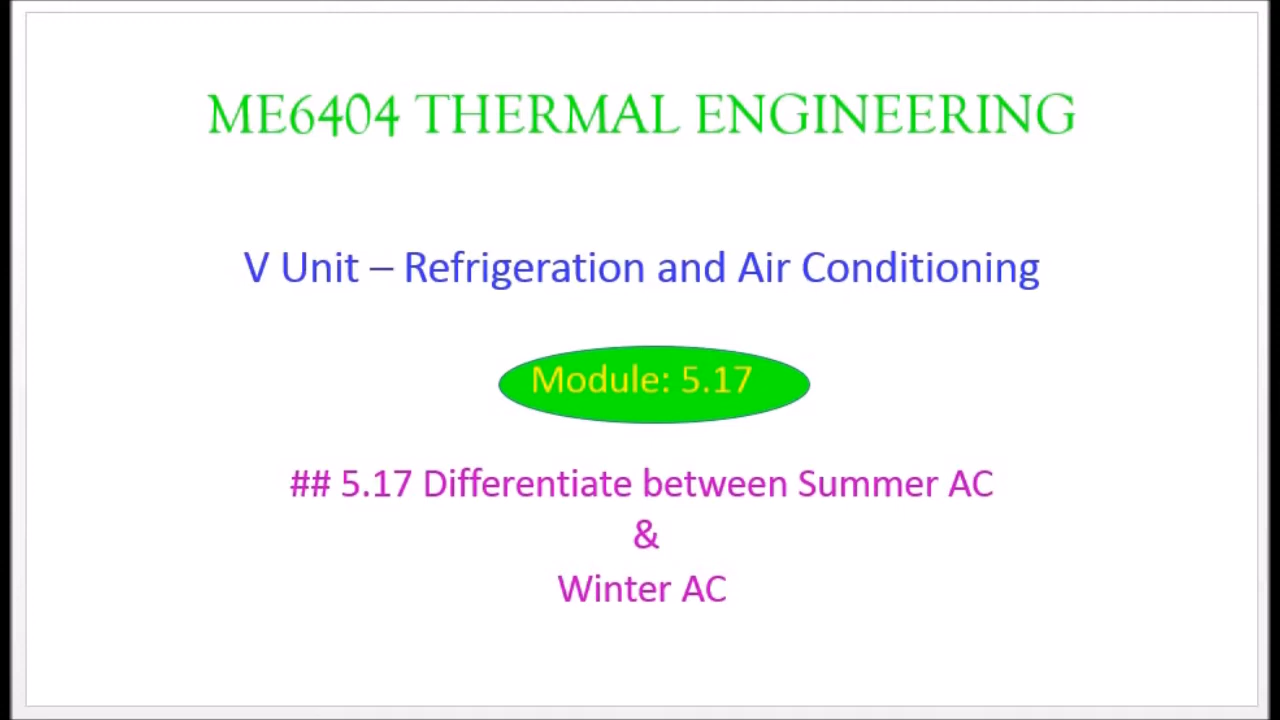 ME6404 THERMAL ENGINEERING
V Unit – Refrigeration and Air Conditioning
Module: 5.17
## 5.17 Differentiate between Summer AC
&
Winter AC